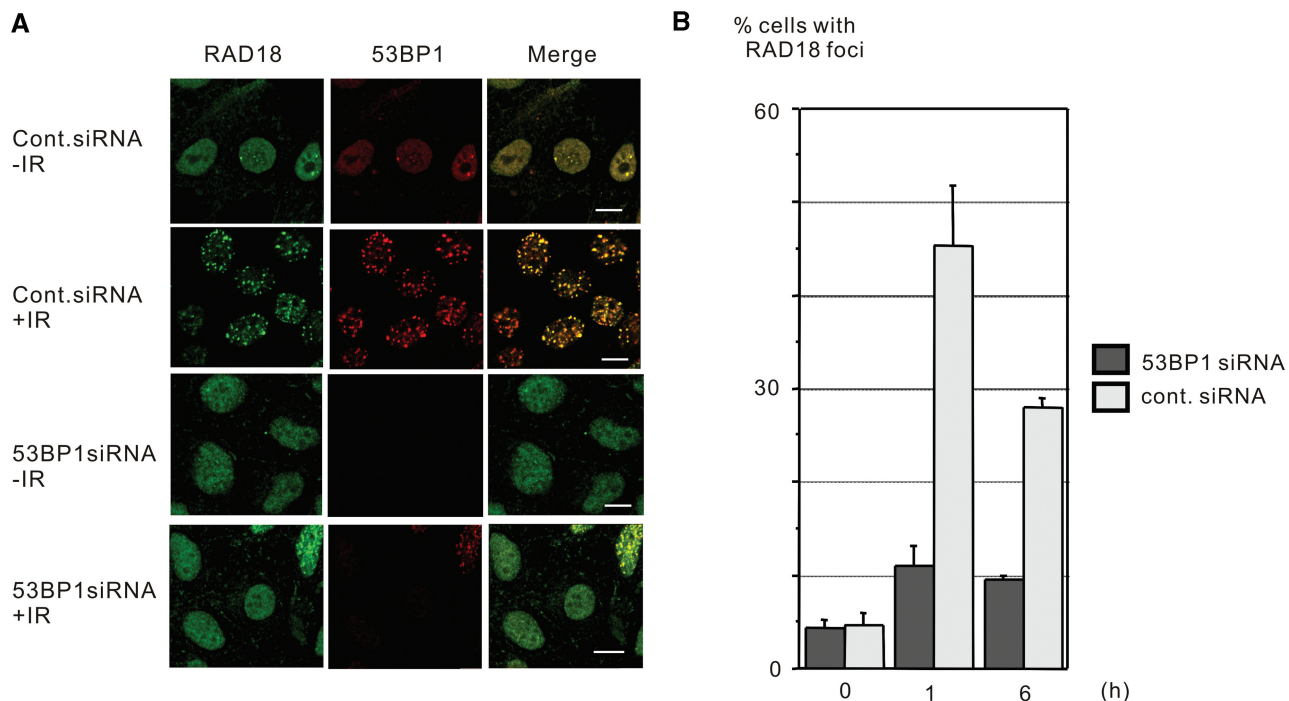 A
RAD18 53BP1 Merge
Cont.siRNA
-IR
Cont.siRNA
+IR
53BP1siRNA
-IR
53BP1siRNA
+IR
B
% cells with
RAD18 foci
60
30
0
0 1 6 (h)
53BP1 siRNA
cont. siRNA